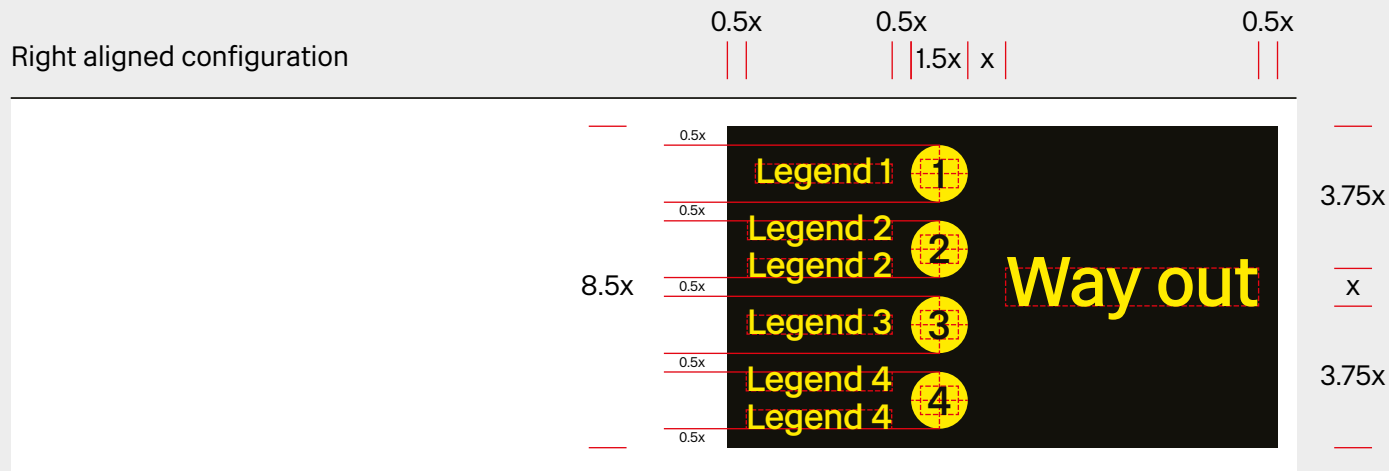 0.5x 0.5x 0.5x
Right aligned configuration
1.5x x
0.5x
Legend 1 1
0.5x
Legend 2
Legend 2
2
0.5x
Legend 3 3
0.5x
Legend 4
Legend 4
4
0.5x
8.5x
Way out
3.75x
x
3.75x